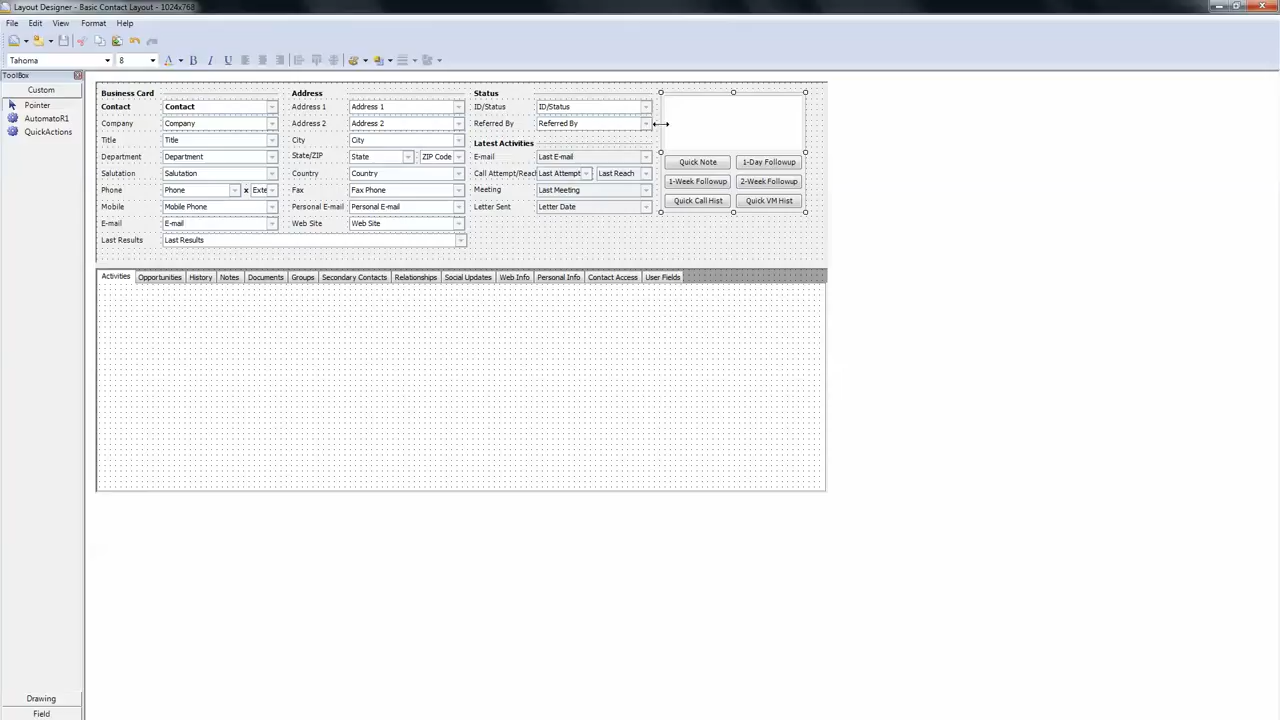 Layout Designer - Basic Contact Layout - 1024x768
File Edit View Format Help
Tahoma 8 A B I U
ToolBox
Custom
Pointer
AutomatoR1
QuickActions
Drawing
Field
Business Card
Contact Contact
Company Company
Title Title
Department Department
Salutation Salutation
Phone Phone x Exte
Mobile Mobile Phone
E-mail E-mail
Last Results Last Results
Address
Address 1 Address 1
Address 2 Address 2
City City
State/ZIP State ZIP Code
Country Country
Fax Fax Phone
Personal E-mail Personal E-mail
Web Site Web Site
Status
ID/Status ID/Status
Referred By Referred By
Latest Activities
E-mail Last E-mail
Call Attempt/Reach Last Attempt Last Reach
Meeting Last Meeting
Letter Sent Letter Date
Quick Note 1-Day Followup
1-Week Followup 2-Week Followup
Quick Call Hist Quick VM Hist
Activities Opportunities History Notes Documents Groups Secondary Contacts Relationships Social Updates Web Info Personal Info Contact Access User Fields